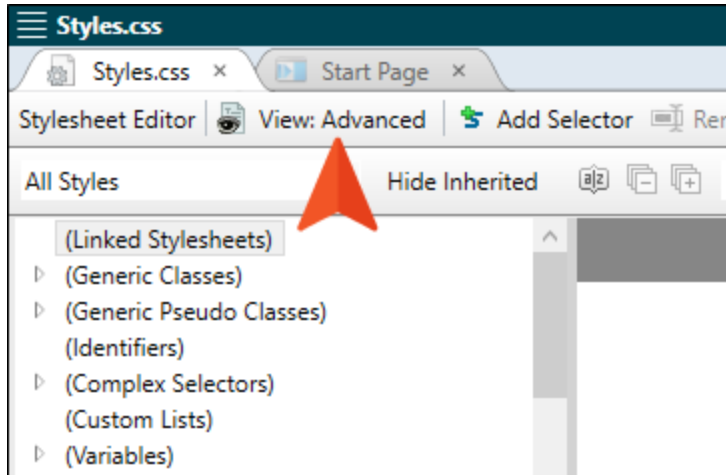 Styles.css
Styles.css × Start Page ×
Stylesheet Editor View: Advanced Add Selector
All Styles Hide Inherited a|z
(Linked Stylesheets)
(Generic Classes)
(Generic Pseudo Classes)
(Identifiers)
(Complex Selectors)
(Custom Lists)
(Variables)